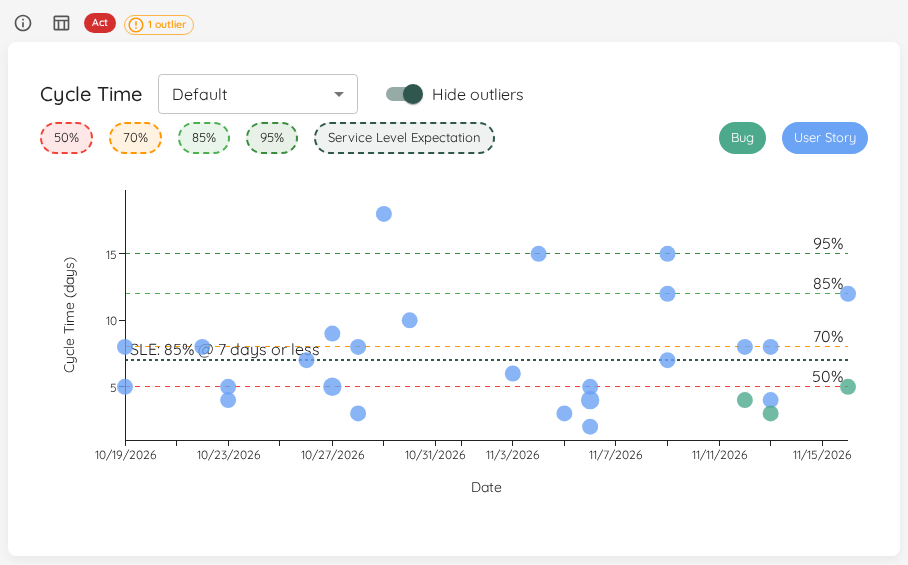 Act
1 outlier
Cycle Time
Default
Hide outliers
50%
70%
85%
95%
Service Level Expectation
Bug
User Story
Cycle Time (days)
15
10
5
95%
85%
70%
50%
SLE: 85% @ 7 days or less
10/19/2026
10/23/2026
10/27/2026
10/31/2026
11/3/2026
11/7/2026
11/11/2026
11/15/2026
Date